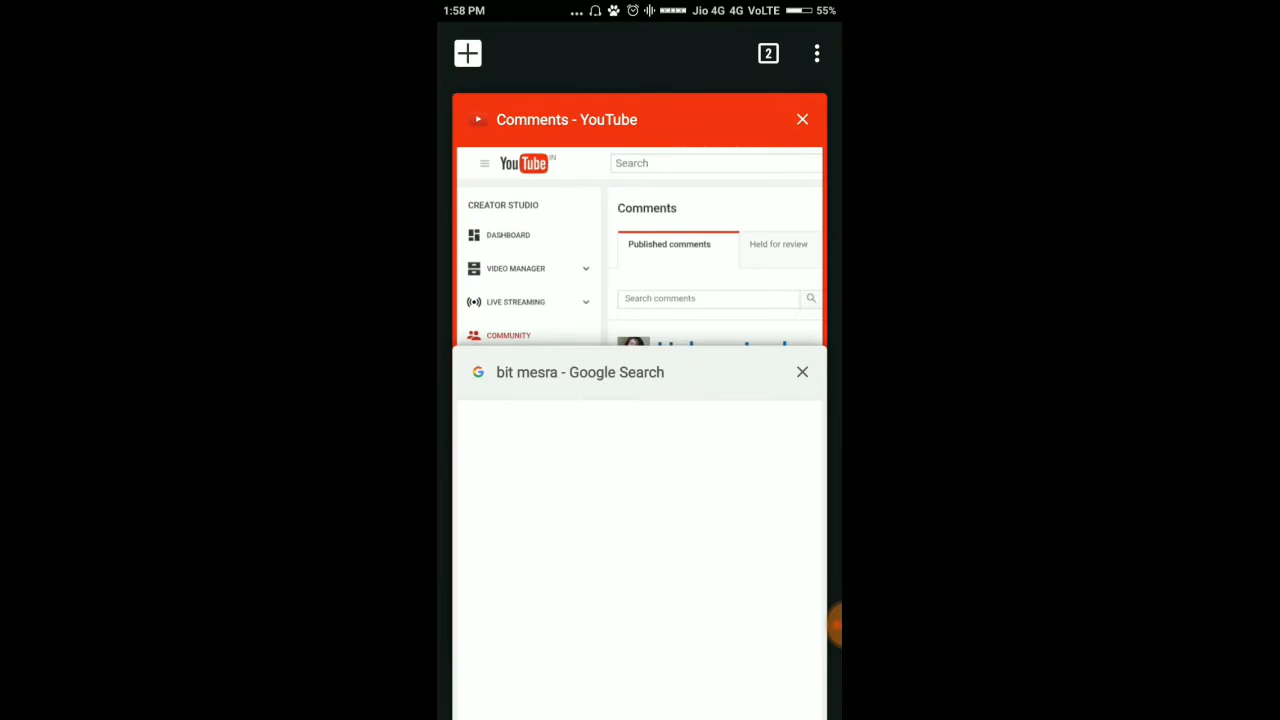 1:58 PM ... Jio 4G 4G VoLTE 55%
2
Comments - YouTube
YouTube IN Search
CREATOR STUDIO
Comments
DASHBOARD
Published comments Held for review
VIDEO MANAGER
Search comments
LIVE STREAMING
COMMUNITY
bit mesra - Google Search